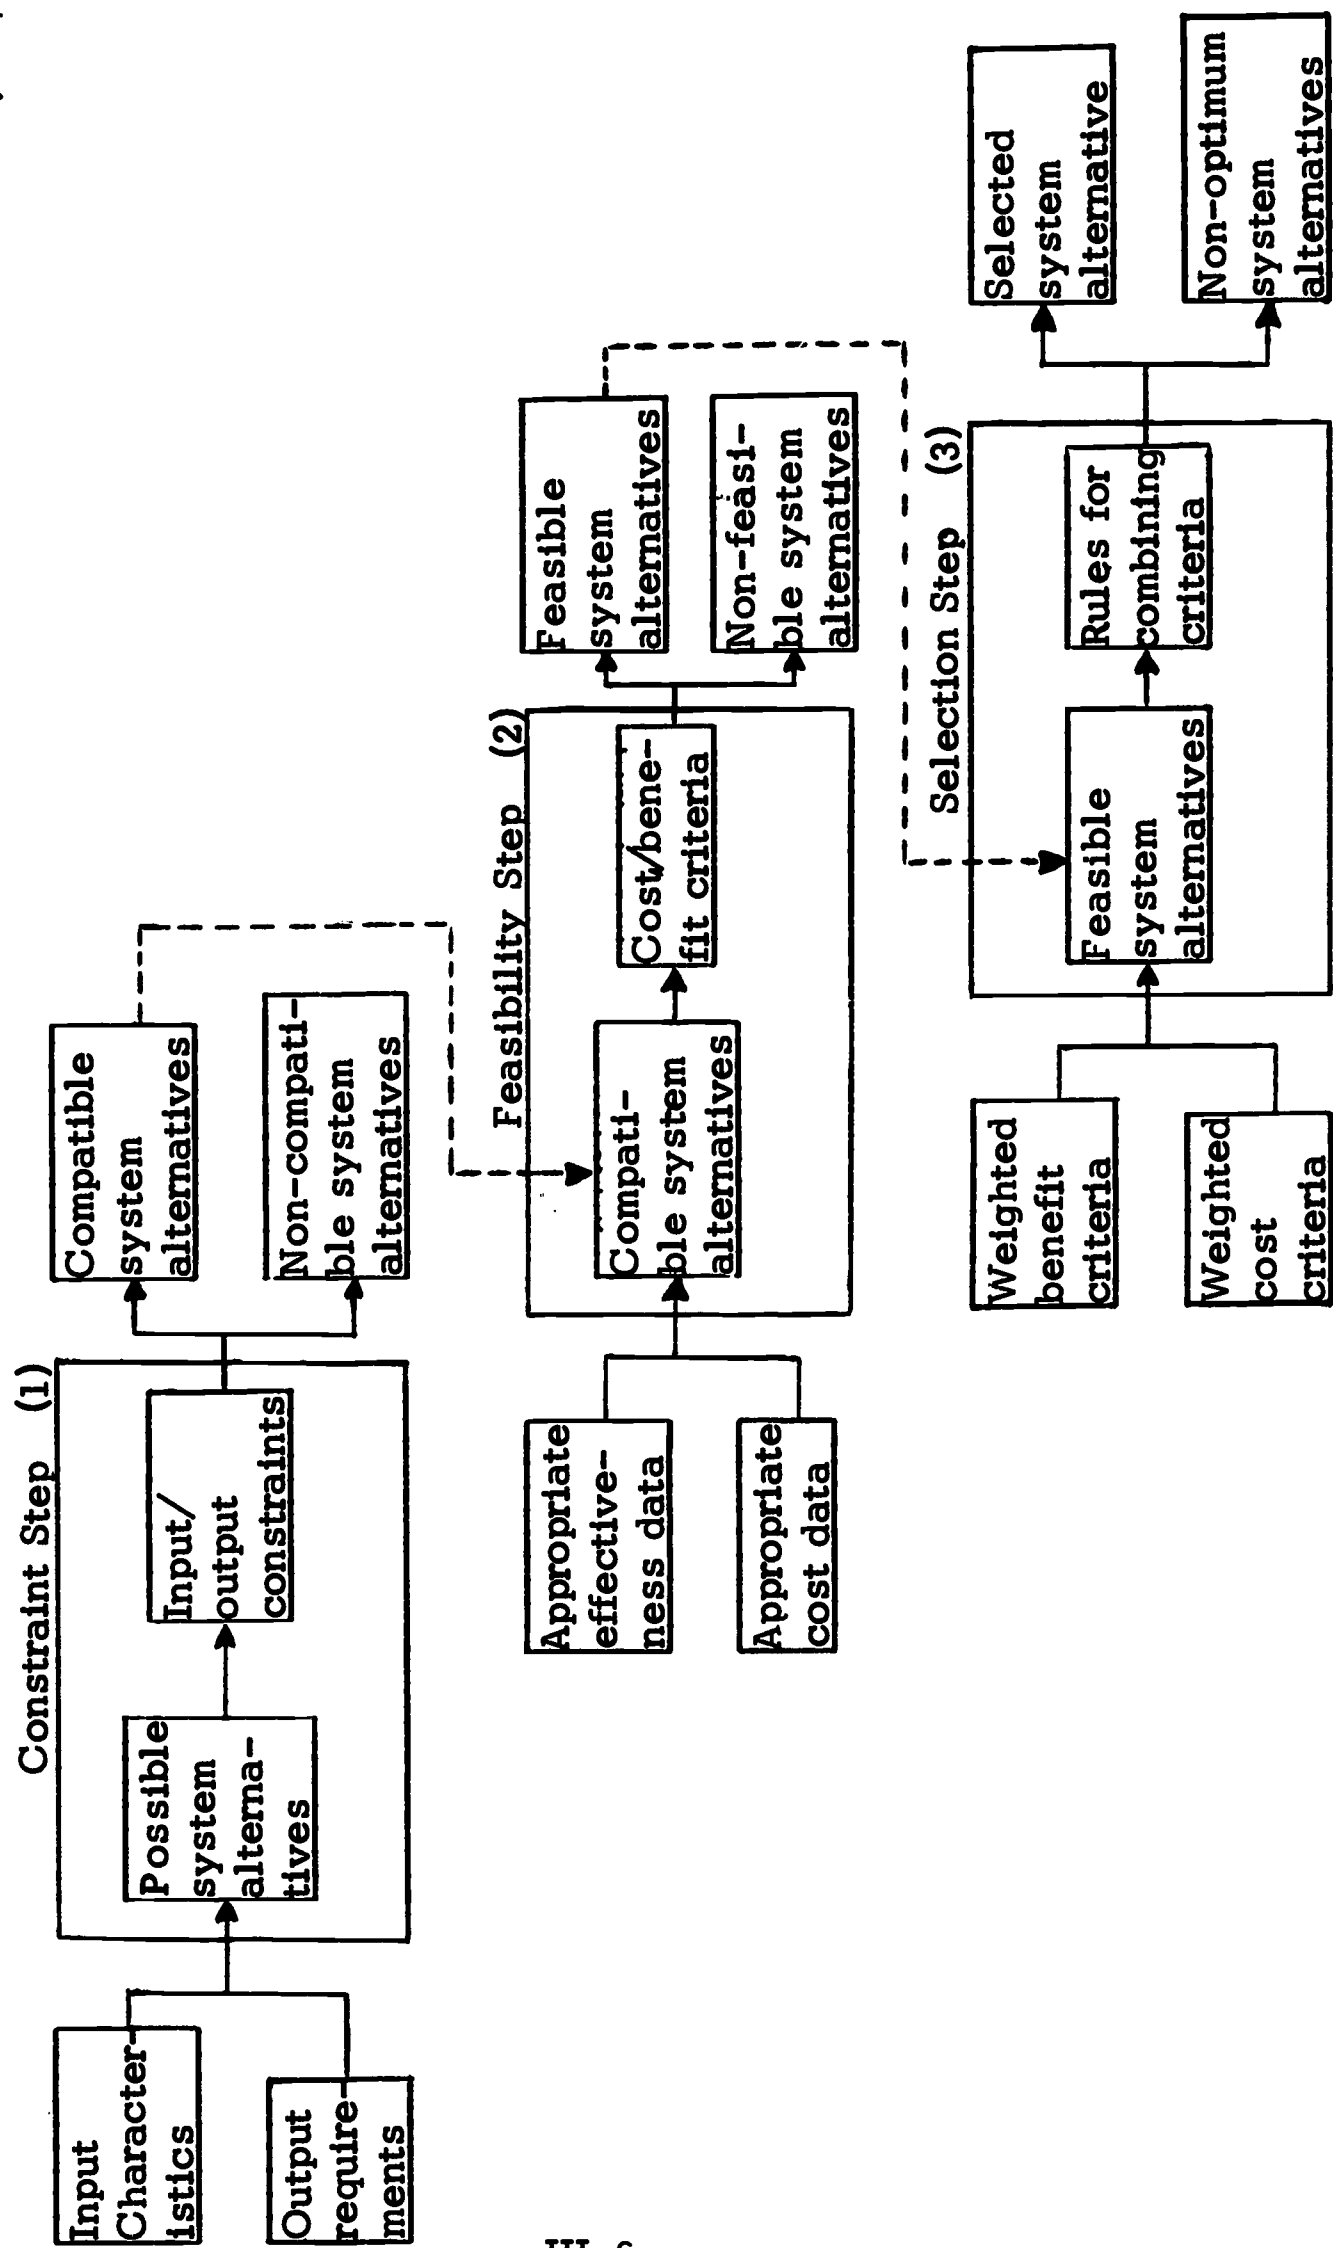 Constraint Step (1)
Input
Character-
istics
Output
require-
ments
Possible
system
alterna-
tives
Input/
output
constraints
Compatible
system
alternatives
Non-compati-
ble system
alternatives
Feasibility Step (2)
Appropriate
effective-
ness data
Appropriate
cost data
Compati-
ble system
alternatives
Cost/bene-
fit criteria
Feasible
system
alternatives
Non-feasi-
ble system
alternatives
Selection Step (3)
Weighted
benefit
criteria
Weighted
cost
criteria
Feasible
system
alternatives
Rules for
combining
criteria
Selected
system
alternative
Non-optimum
system
alternatives